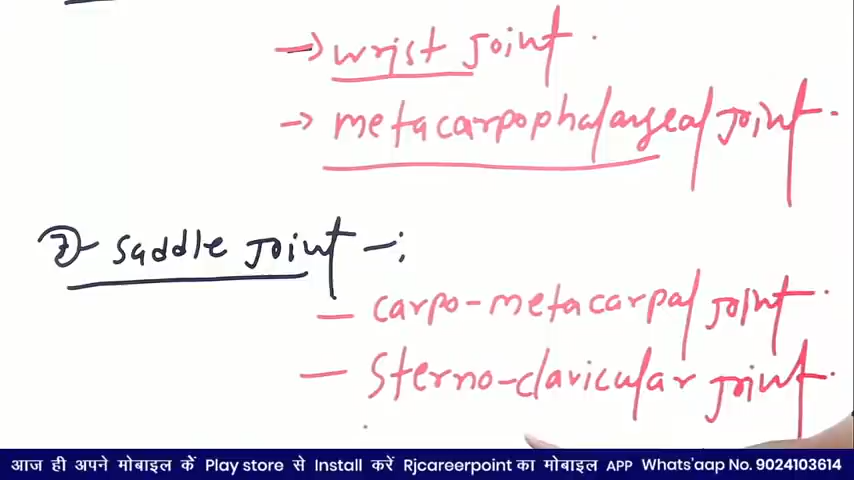 → wrist Joint.
→ metacarpophalangeal Joint.
7 saddle Joint -:
- carpo-metacarpal Joint.
- Sterno-clavicular Joint.
आज ही अपने मोबाइल कें Play store से Install करें Rjcareerpoint का मोबाइल APP Whats'aap No. 9024103614